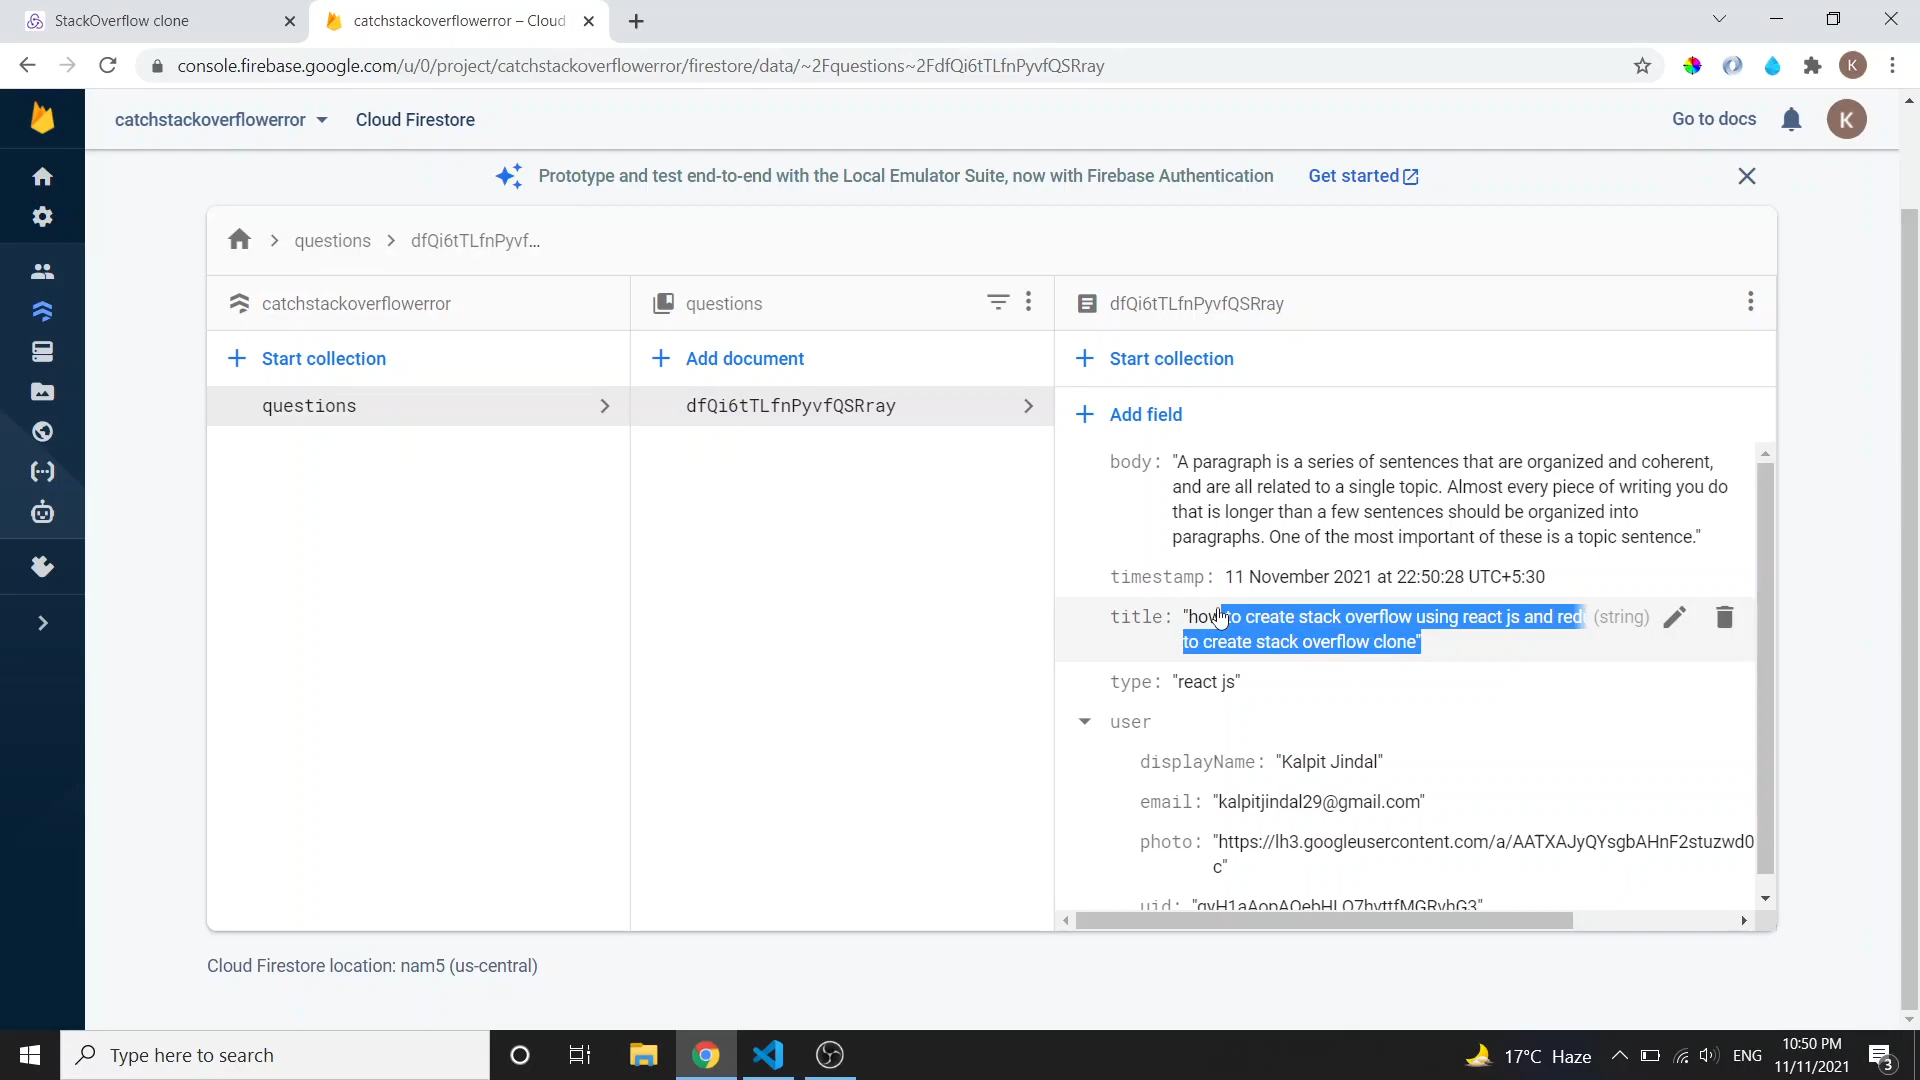 StackOverflow clone
catchstackoverflowerror – Cloud
console.firebase.google.com/u/0/project/catchstackoverflowerror/firestore/data/~2Fquestions~2FdfQi6tTLfnPyvfQSRray
K
catchstackoverflowerror
Cloud Firestore
Go to docs
K
Prototype and test end-to-end with the Local Emulator Suite, now with Firebase Authentication
Get started
questions
dfQi6tTLfnPyvf...
catchstackoverflowerror
questions
dfQi6tTLfnPyvfQSRray
Start collection
Add document
Start collection
questions
dfQi6tTLfnPyvfQSRray
Add field
body: "A paragraph is a series of sentences that are organized and coherent,
and are all related to a single topic. Almost every piece of writing you do
that is longer than a few sentences should be organized into
paragraphs. One of the most important of these is a topic sentence."
timestamp: 11 November 2021 at 22:50:28 UTC+5:30
title: "how to create stack overflow using react js and red (string)
to create stack overflow clone"
type: "react js"
user
displayName: "Kalpit Jindal"
email: "kalpitjindal29@gmail.com"
photo: "https://lh3.googleusercontent.com/a/AATXAJyQYsgbAHnF2stuzwd0
c"
uid:
Cloud Firestore location: nam5 (us-central)
Type here to search
17°C Haze
ENG
10:50 PM
11/11/2021
3